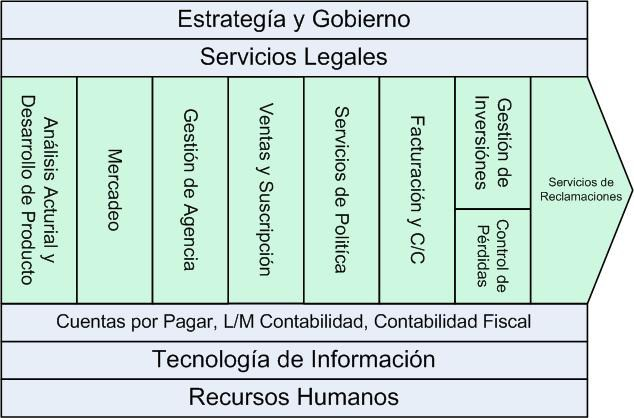 Estrategía y Gobierno
Servicios Legales
Análisis Acturial y
Desarrollo de Producto
Mercadeo
Gestión de Agencia
Ventas y Suscripción
Servicios de Politíca
Facturación y C/C
Gestión de
Inversiónes
Control de
Pérdidas
Servicios de
Reclamaciones
Cuentas por Pagar, L/M Contabilidad, Contabilidad Fiscal
Tecnología de Información
Recursos Humanos